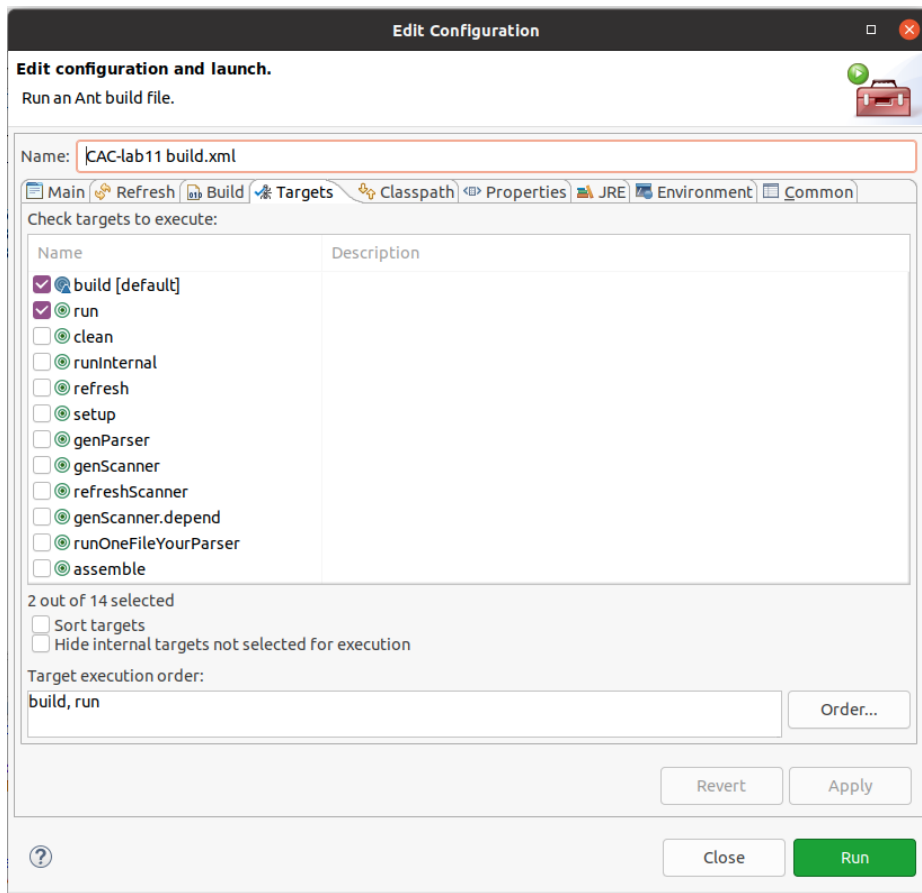 Edit Configuration
Edit configuration and launch.
Run an Ant build file.
Name: CAC-lab11 build.xml
Main Refresh Build Targets Classpath Properties JRE Environment Common
Check targets to execute:
Name Description
build [default]
run
clean
runInternal
refresh
setup
genParser
genScanner
refreshScanner
genScanner.depend
runOneFileYourParser
assemble
2 out of 14 selected
Sort targets
Hide internal targets not selected for execution
Target execution order:
build, run
Order...
Revert Apply
? Close Run